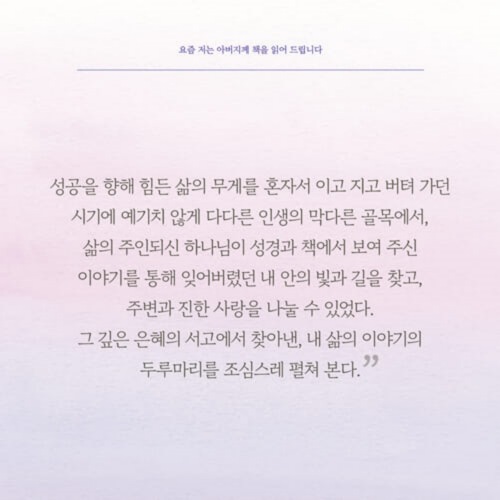 요즘 저는 아버지께 책을 읽어 드립니다
성공을 향해 힘든 삶의 무게를 혼자서 이고 지고 버텨 가던
시기에 예기치 않게 다다른 인생의 막다른 골목에서,
삶의 주인되신 하나님이 성경과 책에서 보여 주신
이야기를 통해 잊어버렸던 내 안의 빛과 길을 찾고,
주변과 진한 사랑을 나눌 수 있었다.
그 깊은 은혜의 서고에서 찾아낸, 내 삶의 이야기의
두루마리를 조심스레 펼쳐 본다.”